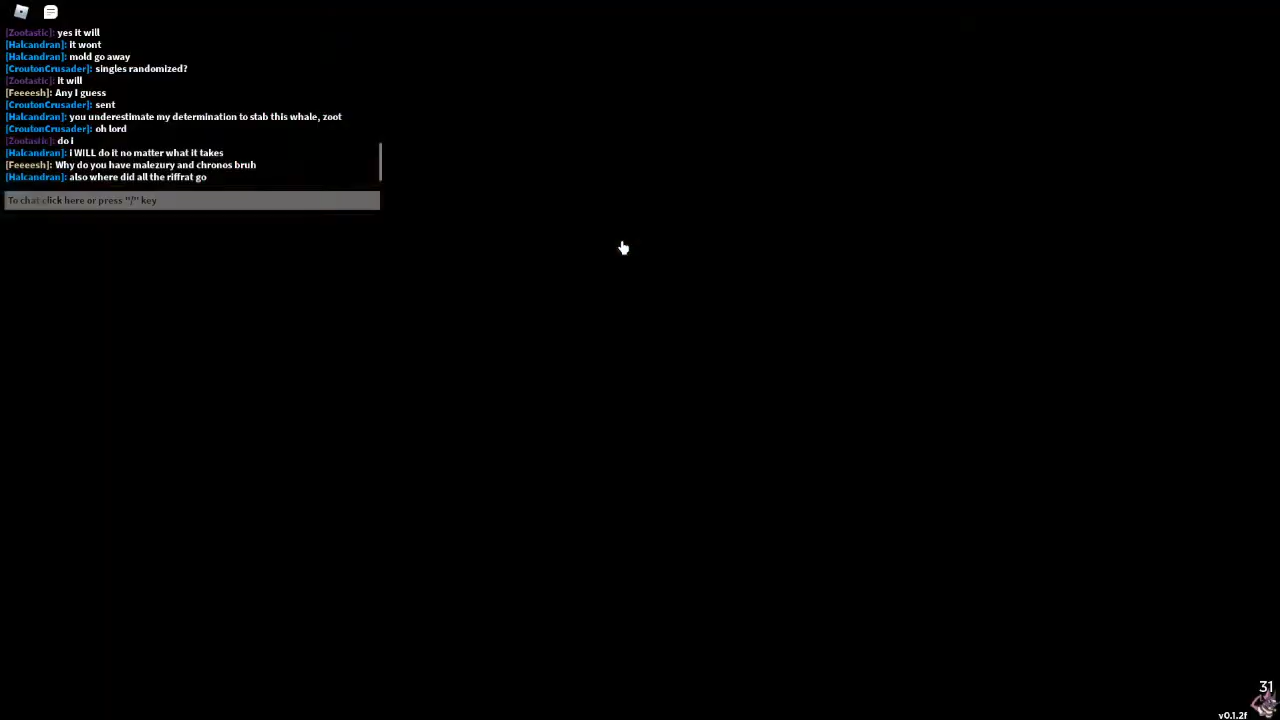 [Zootastic]: yes it will
[Halcandran]: it wont
[Halcandran]: mold go away
[CroutonCrusader]: singles randomized?
[Zootastic]: it will
[Feeeesh]: Any I guess
[CroutonCrusader]: sent
[Halcandran]: you underestimate my determination to stab this whale, zoot
[CroutonCrusader]: oh lord
[Zootastic]: do I
[Halcandran]: i WILL do it no matter what it takes
[Feeeesh]: Why do you have malezury and chronos bruh
[Halcandran]: also where did all the riffrat go
To chat click here or press "/" key
31
v0.1.2f